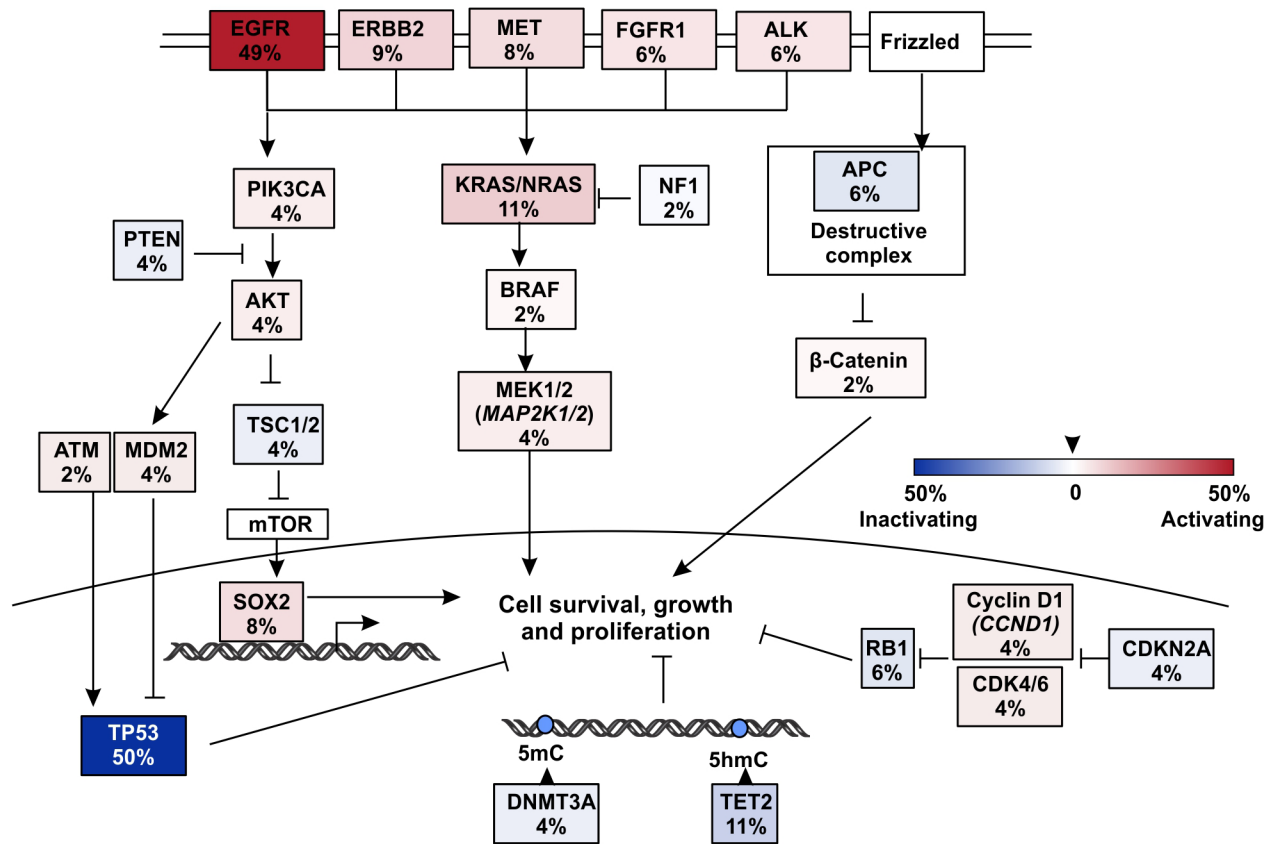 EGFR
49%
ERBB2
9%
MET
8%
FGFR1
6%
ALK
6%
Frizzled
PIK3CA
4%
KRAS/NRAS
11%
NF1
2%
APC
6%
Destructive
complex
PTEN
4%
AKT
4%
BRAF
2%
β-Catenin
2%
MEK1/2
(MAP2K1/2)
4%
TSC1/2
4%
ATM
2%
MDM2
4%
50%
0
50%
Inactivating
Activating
mTOR
SOX2
8%
Cell survival, growth
and proliferation
Cyclin D1
(CCND1)
4%
RB1
6%
CDKN2A
4%
CDK4/6
4%
TP53
50%
5mC
5hmC
DNMT3A
4%
TET2
11%